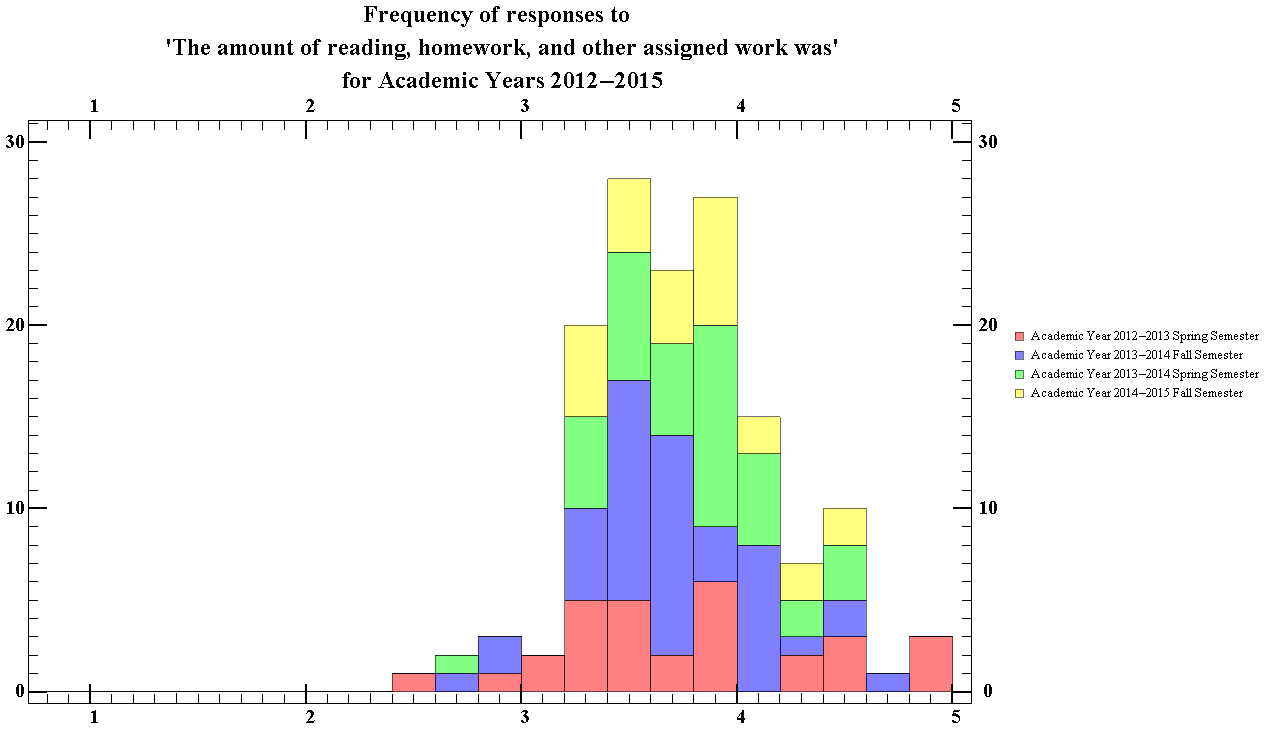 Frequency of responses to
'The amount of reading, homework, and other assigned work was'
for Academic Years 2012–2015
1 2 3 4 5
30 30
20 20
Academic Year 2012–2013 Spring Semester
Academic Year 2013–2014 Fall Semester
Academic Year 2013–2014 Spring Semester
Academic Year 2014–2015 Fall Semester
10 10
0 0
1 2 3 4 5